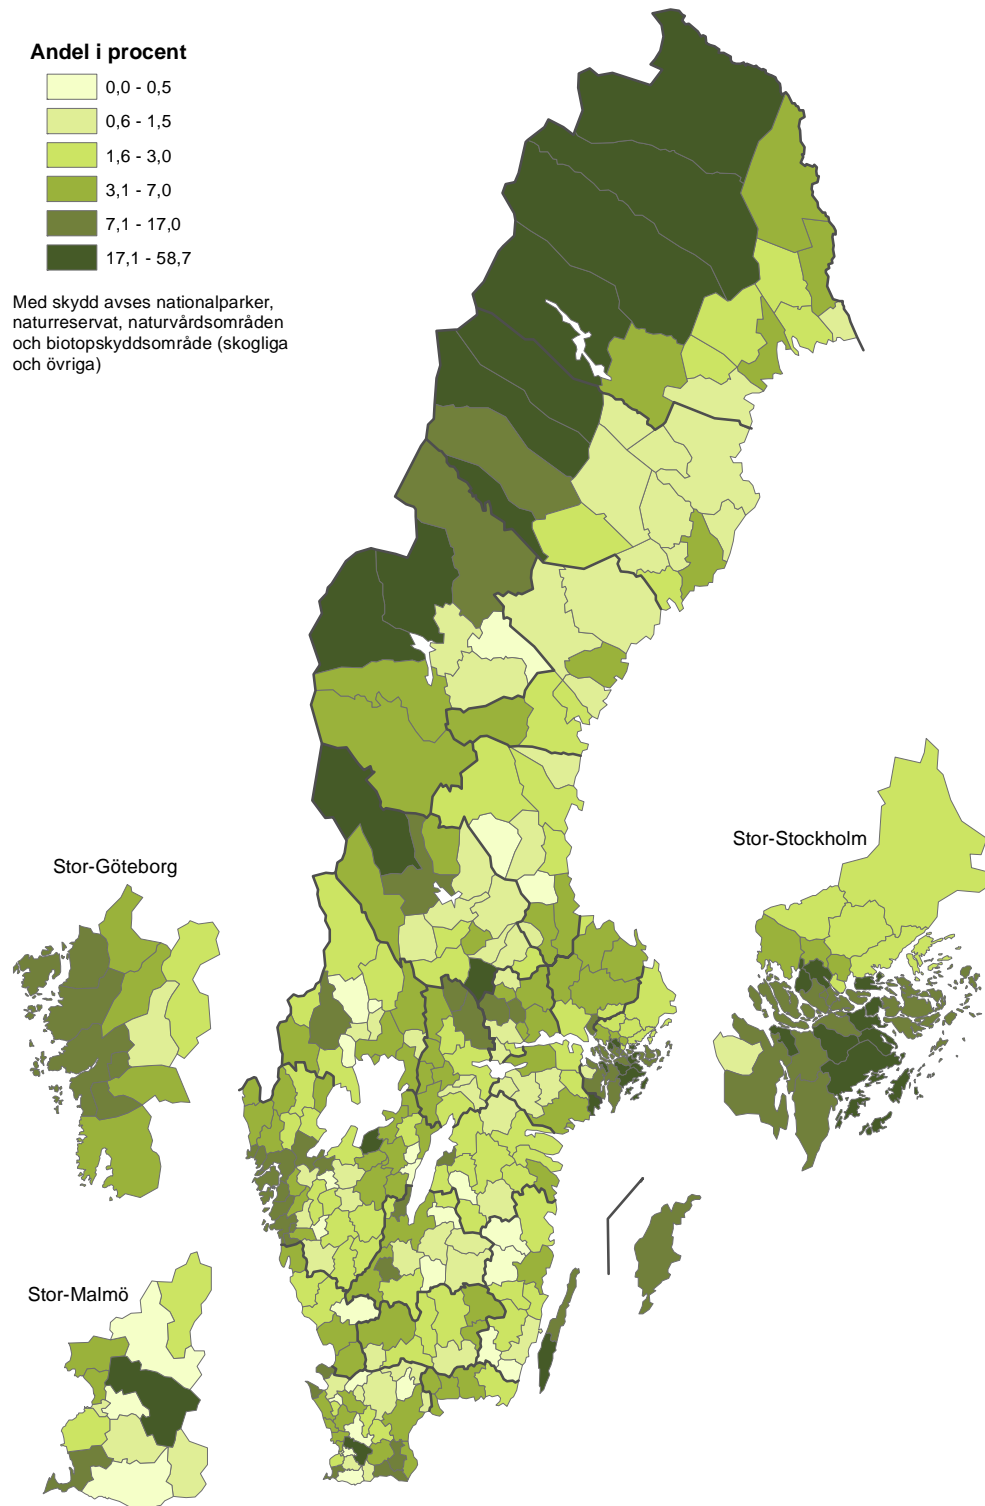 Andel i procent
0,0 - 0,5
0,6 - 1,5
1,6 - 3,0
3,1 - 7,0
7,1 - 17,0
17,1 - 58,7
Med skydd avses nationalparker,
naturreservat, naturvårdsområden
och biotopskyddsområde (skogliga
och övriga)
Stor-Stockholm
Stor-Göteborg
Stor-Malmö